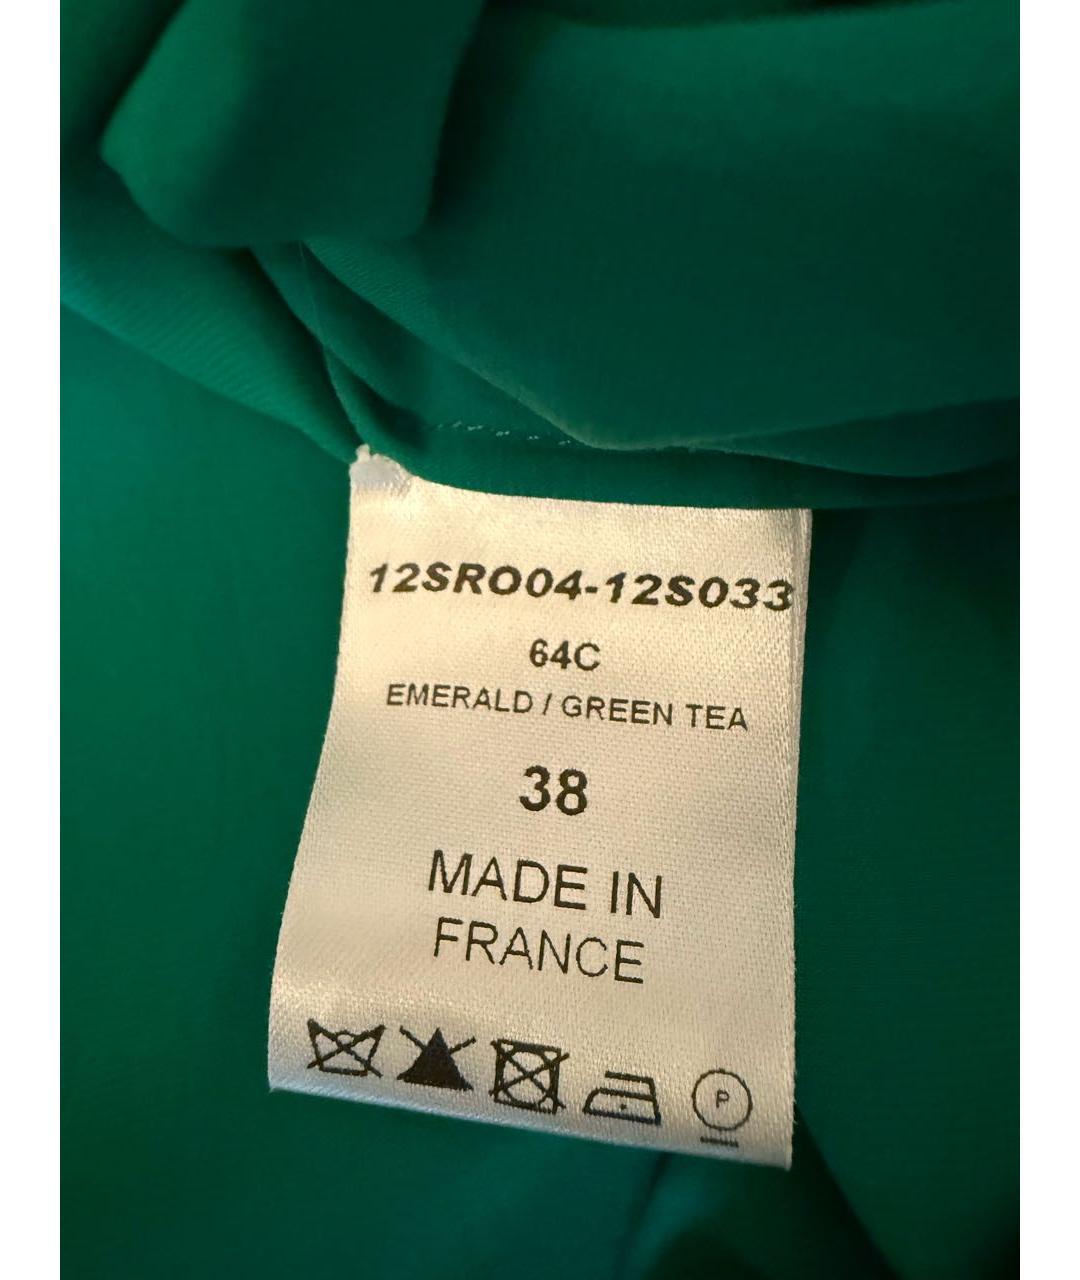 12SRO04-12S033
64C
EMERALD / GREEN TEA
38
MADE IN
FRANCE
P